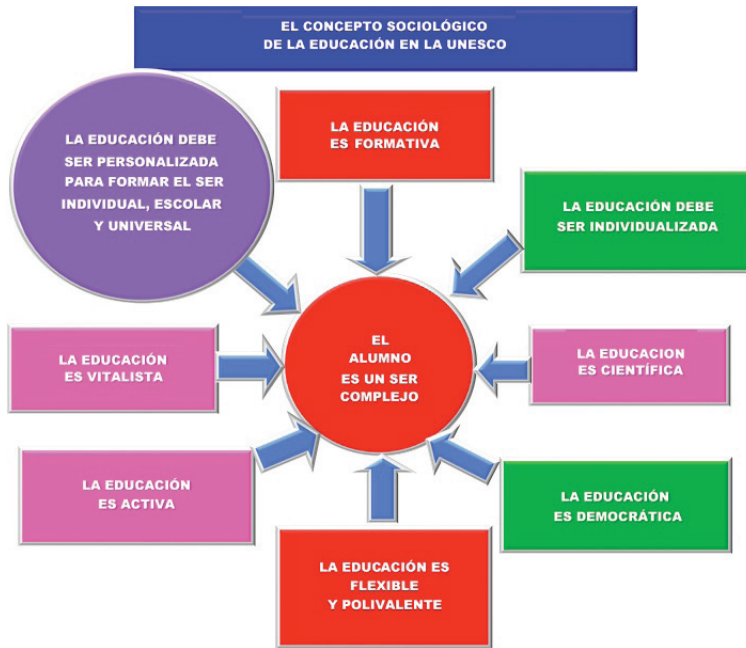 EL CONCEPTO SOCIOLÓGICO
DE LA EDUCACIÓN EN LA UNESCO
LA EDUCACIÓN DEBE
SER PERSONALIZADA
PARA FORMAR EL SER
INDIVIDUAL, ESCOLAR
Y UNIVERSAL
LA EDUCACIÓN
ES FORMATIVA
LA EDUCACIÓN DEBE
SER INDIVIDUALIZADA
LA EDUCACIÓN
ES VITALISTA
EL
ALUMNO
ES UN SER
COMPLEJO
LA EDUCACION
ES CIENTÍFICA
LA EDUCACIÓN
ES ACTIVA
LA EDUCACIÓN ES
FLEXIBLE
Y POLIVALENTE
LA EDUCACIÓN
ES DEMOCRÁTICA